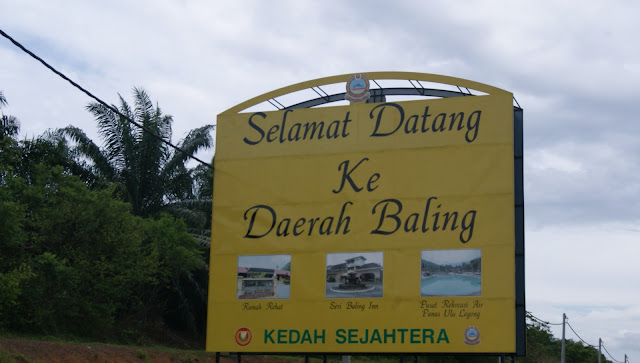 Selamat Datang
Ke
Daerah Baling
Rumah Rehat
Seri Baling Inn
Pusat Rekreasi Air
Panas Ulu Legong
KEDAH SEJAHTERA